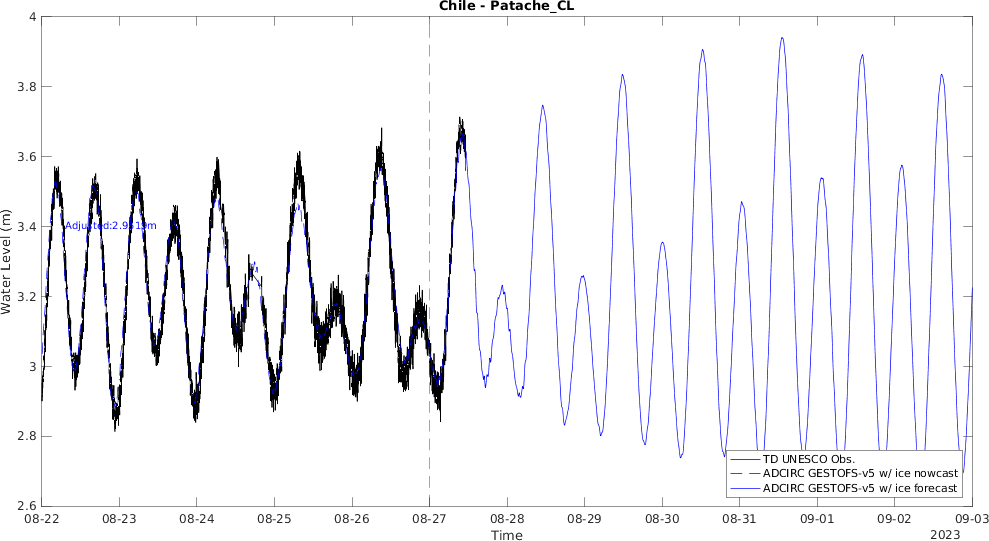 Chile - Patache_CL
4
3.8
3.6
3.4
3.2
3
2.8
2.6
Water Level (m)
TD UNESCO Obs.
ADCIRC GESTOFS-v5 w/ ice nowcast
ADCIRC GESTOFS-v5 w/ ice forecast
08-22 08-23 08-24 08-25 08-26 08-27 08-28 08-29 08-30 08-31 09-01 09-02 09-03
Time
2023